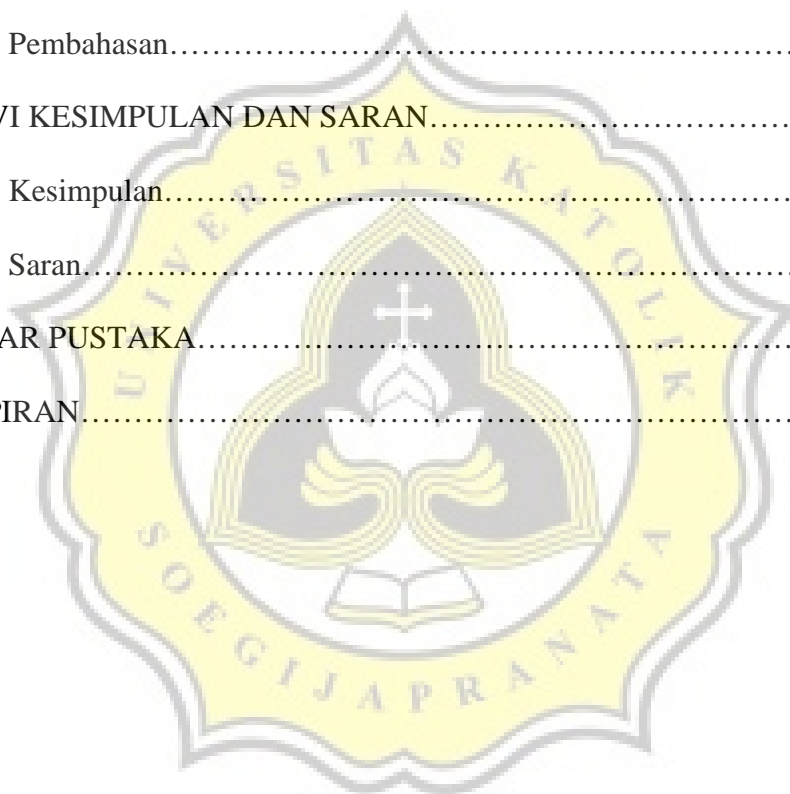 Pembahasan……………………………………….……………
VI KESIMPULAN DAN SARAN……………………………
Kesimpulan……………………………………………………
Saran……………………………………………………………
AR PUSTAKA…………………………………………………
PIRAN……………………………………………………………
UNIVERSITAS KATOLIK
SOEGIJAPRANATA